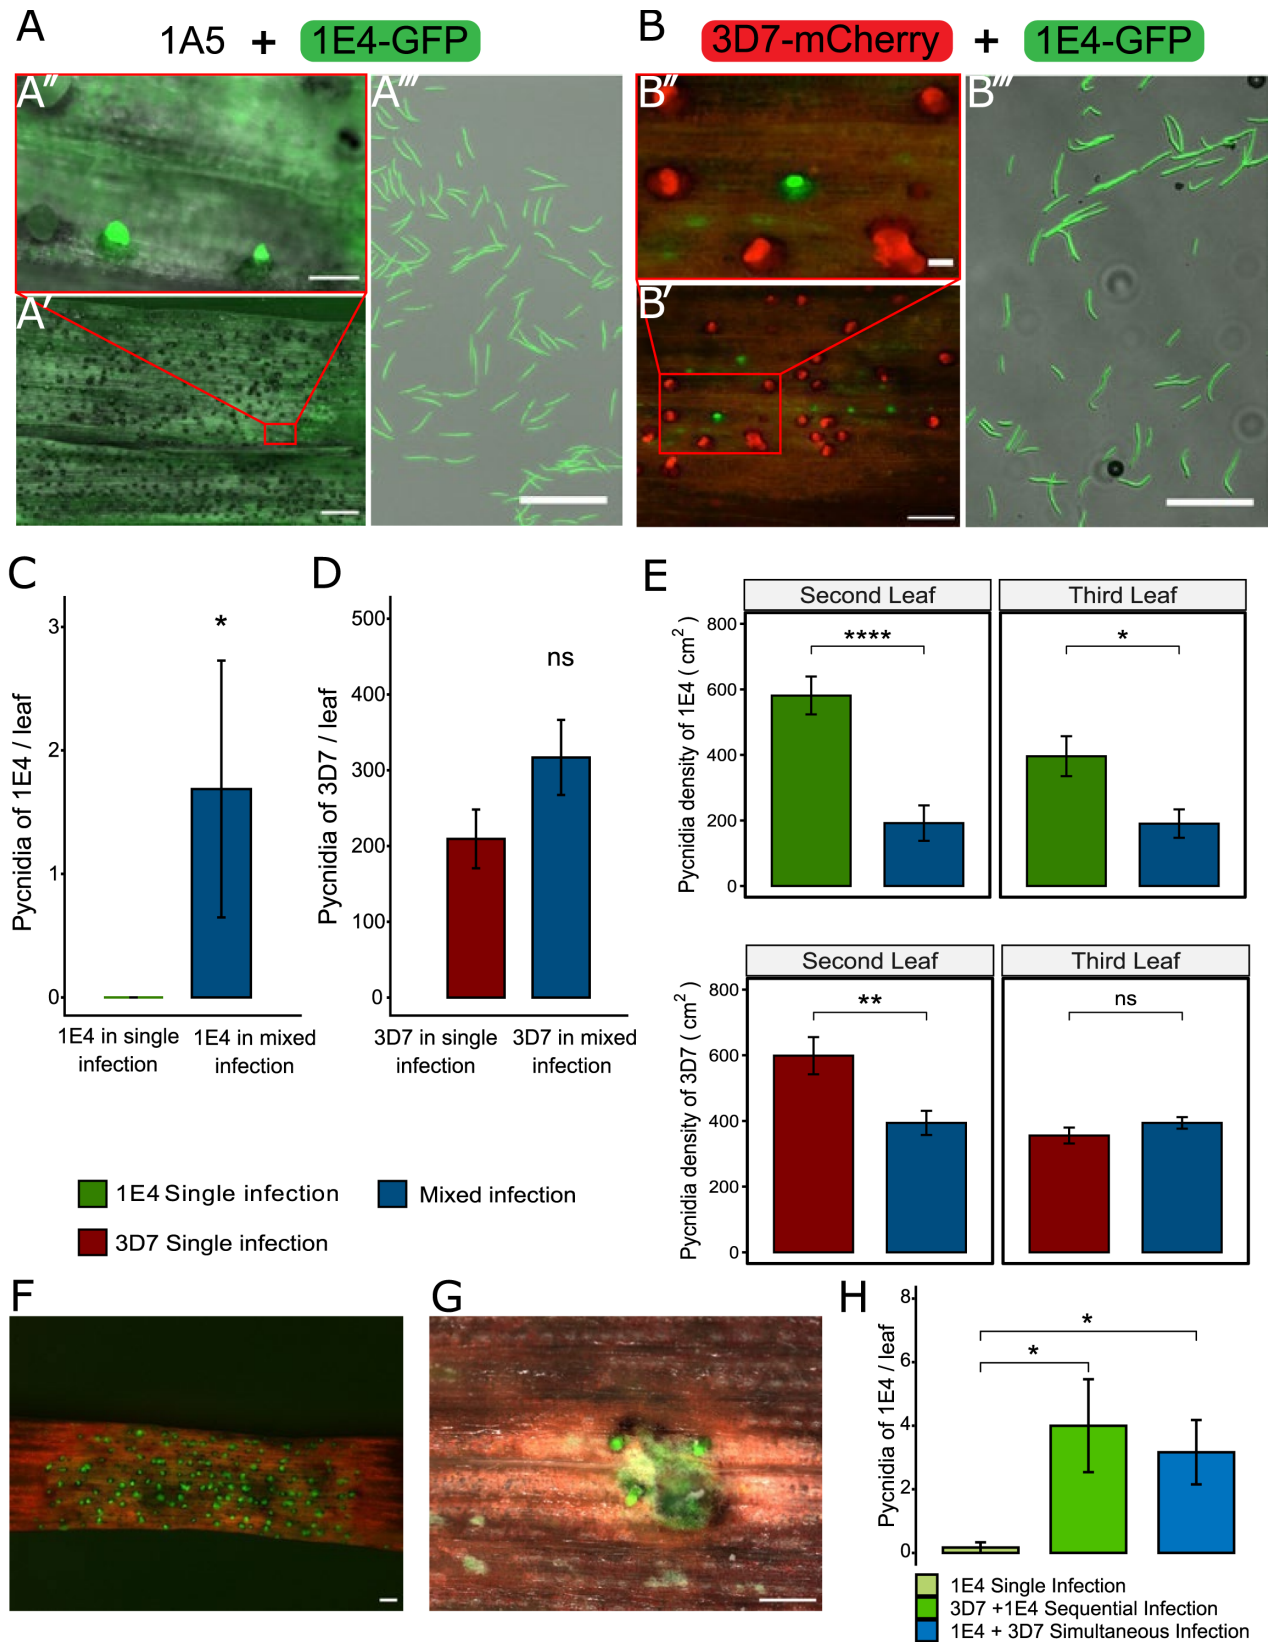 A 1A5 + 1E4-GFP
B 3D7-mCherry + 1E4-GFP
A″
A‴
B″
B‴
A′
B′
C
Pycnidia of 1E4 / leaf
3
2
1
0
*
1E4 in single infection
1E4 in mixed infection
D
Pycnidia of 3D7 / leaf
500
400
300
200
100
0
ns
3D7 in single infection
3D7 in mixed infection
E
Second Leaf
Third Leaf
Pycnidia density of 1E4 ( cm² )
800
600
400
200
0
****
*
Second Leaf
Third Leaf
Pycnidia density of 3D7 ( cm² )
800
600
400
200
0
**
ns
1E4 Single infection
Mixed infection
3D7 Single infection
F
G
H
Pycnidia of 1E4 / leaf
8
6
4
2
0
*
*
1E4 Single Infection
3D7 +1E4 Sequential Infection
1E4 + 3D7 Simultaneous Infection